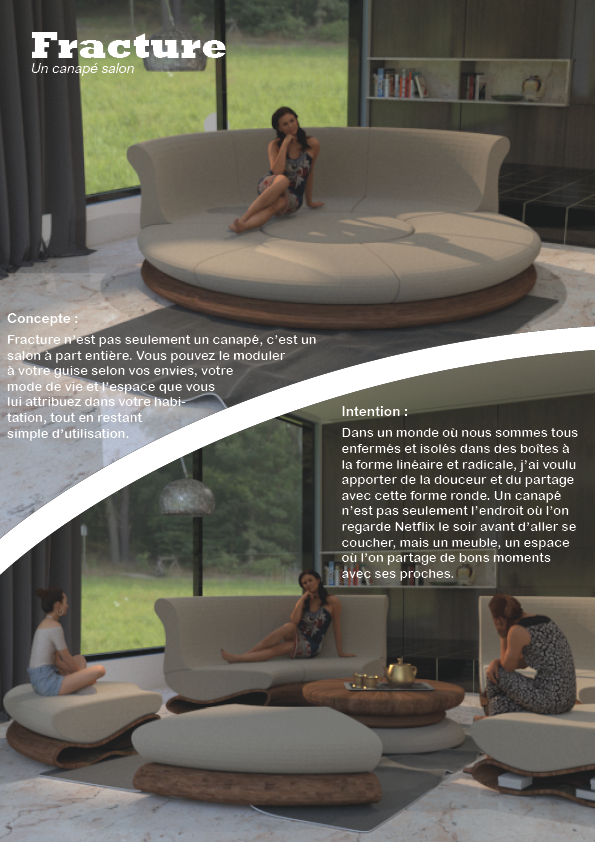 Fracture
Un canapé salon
Concepte :
Fracture n'est pas seulement un canapé, c'est un
salon à part entière. Vous pouvez le moduler
à votre guise selon vos envies, votre
mode de vie et l'espace que vous
lui attribuez dans votre habi-
tation, tout en restant
simple d'utilisation.
Intention :
Dans un monde où nous sommes tous
enfermés et isolés dans des boîtes à
la forme linéaire et radicale, j'ai voulu
apporter de la douceur et du partage
avec cette forme ronde. Un canapé
n'est pas seulement l'endroit où l'on
regarde Netflix le soir avant d'aller se
coucher, mais un meuble, un espace
où l'on partage de bons moments
avec ses proches.